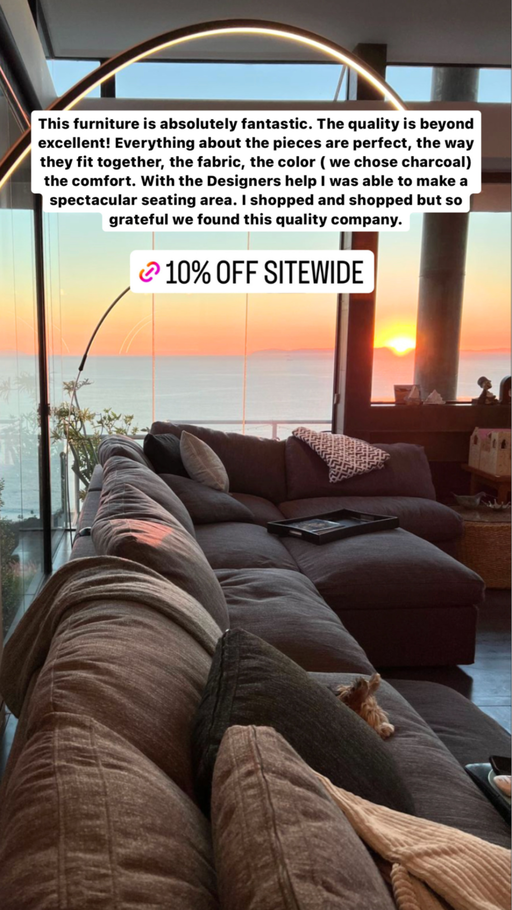 This furniture is absolutely fantastic. The quality is beyond
excellent! Everything about the pieces are perfect, the way
they fit together, the fabric, the color ( we chose charcoal)
the comfort. With the Designers help I was able to make a
spectacular seating area. I shopped and shopped but so
grateful we found this quality company.
10% OFF SITEWIDE